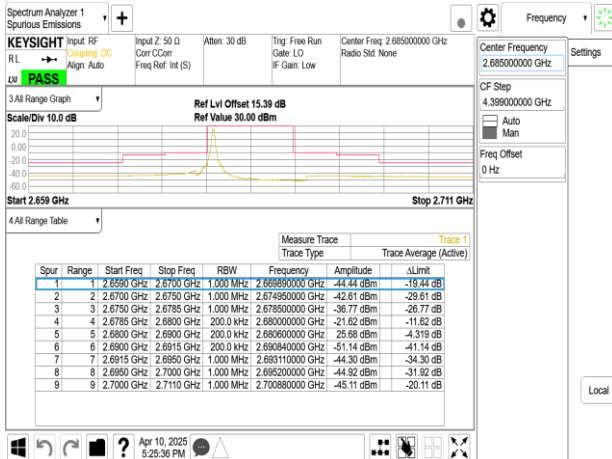 Spectrum Analyzer 1
Spurious Emissions
Frequency
KEYSIGHT
RL
LXI
PASS
Input: RF
Coupling: DC
Align: Auto
Input Z: 50 Ω
Corr CCorr
Freq Ref: Int (S)
Atten: 30 dB
Trig: Free Run
Gate: LO
IF Gain: Low
Center Freq: 2.685000000 GHz
Radio Std: None
Center Frequency
2.685000000 GHz
Settings
CF Step
4.399000000 GHz
Auto
Man
Freq Offset
0 Hz
3 All Range Graph
Scale/Div 10.0 dB
Ref Lvl Offset 15.39 dB
Ref Value 30.00 dBm
20.0
0.00
-20.0
-40.0
-60.0
Start 2.659 GHz
Stop 2.711 GHz
4 All Range Table
Measure Trace Trace 1
Trace Type Trace Average (Active)
Spur Range Start Freq Stop Freq RBW Frequency Amplitude ΔLimit
1 1 2.6590 GHz 2.6700 GHz 1.000 MHz 2.669890000 GHz -44.44 dBm -19.44 dB
2 2 2.6700 GHz 2.6750 GHz 1.000 MHz 2.674950000 GHz -42.61 dBm -29.61 dB
3 3 2.6750 GHz 2.6785 GHz 1.000 MHz 2.678500000 GHz -36.77 dBm -26.77 dB
4 4 2.6785 GHz 2.6800 GHz 200.0 kHz 2.680000000 GHz -21.62 dBm -11.62 dB
5 5 2.6800 GHz 2.6900 GHz 200.0 kHz 2.680600000 GHz 25.68 dBm -4.319 dB
6 6 2.6900 GHz 2.6915 GHz 200.0 kHz 2.690840000 GHz -51.14 dBm -41.14 dB
7 7 2.6915 GHz 2.6950 GHz 1.000 MHz 2.693110000 GHz -44.30 dBm -34.30 dB
8 8 2.6950 GHz 2.7000 GHz 1.000 MHz 2.695200000 GHz -44.92 dBm -31.92 dB
9 9 2.7000 GHz 2.7110 GHz 1.000 MHz 2.700880000 GHz -45.11 dBm -20.11 dB
Local
Apr 10, 2025
5:25:36 PM